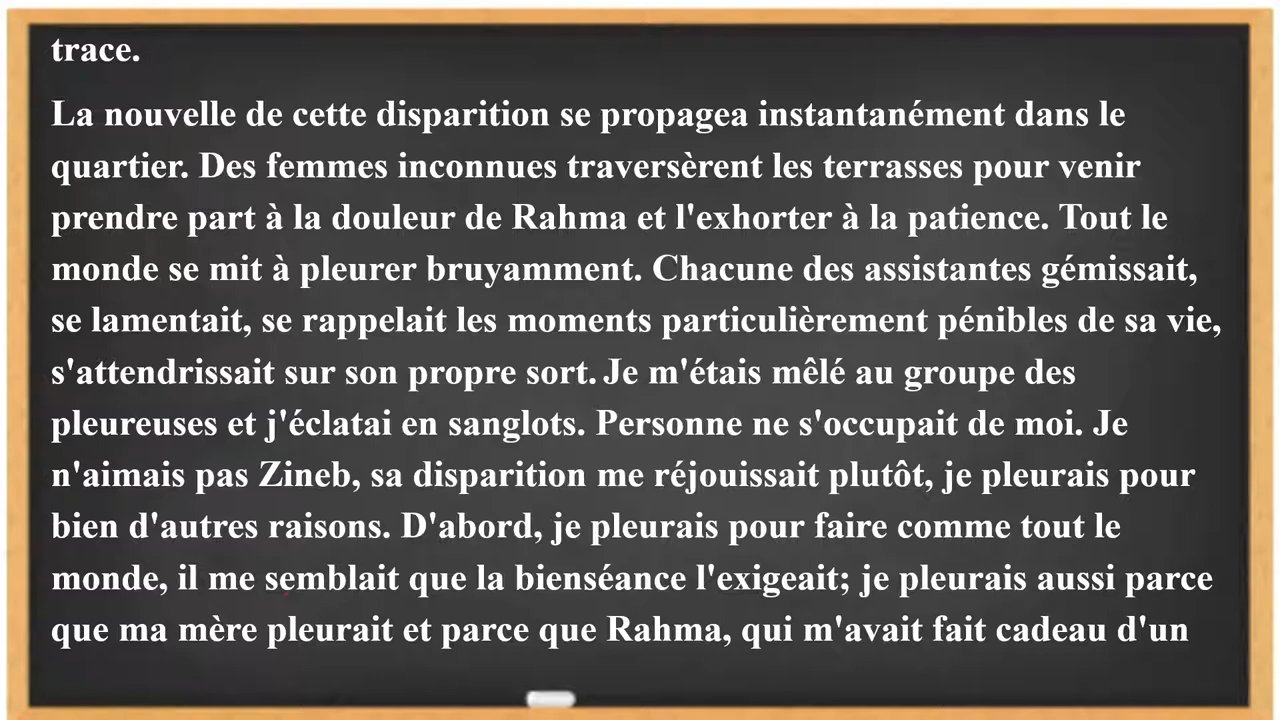 trace.
La nouvelle de cette disparition se propagea instantanément dans le
quartier. Des femmes inconnues traversèrent les terrasses pour venir
prendre part à la douleur de Rahma et l'exhorter à la patience. Tout le
monde se mit à pleurer bruyamment. Chacune des assistantes gémissait,
se lamentait, se rappelait les moments particulièrement pénibles de sa vie,
s'attendrissait sur son propre sort. Je m'étais mêlé au groupe des
pleureuses et j'éclatai en sanglots. Personne ne s'occupait de moi. Je
n'aimais pas Zineb, sa disparition me réjouissait plutôt, je pleurais pour
bien d'autres raisons. D'abord, je pleurais pour faire comme tout le
monde, il me semblait que la bienséance l'exigeait; je pleurais aussi parce
que ma mère pleurait et parce que Rahma, qui m'avait fait cadeau d'un